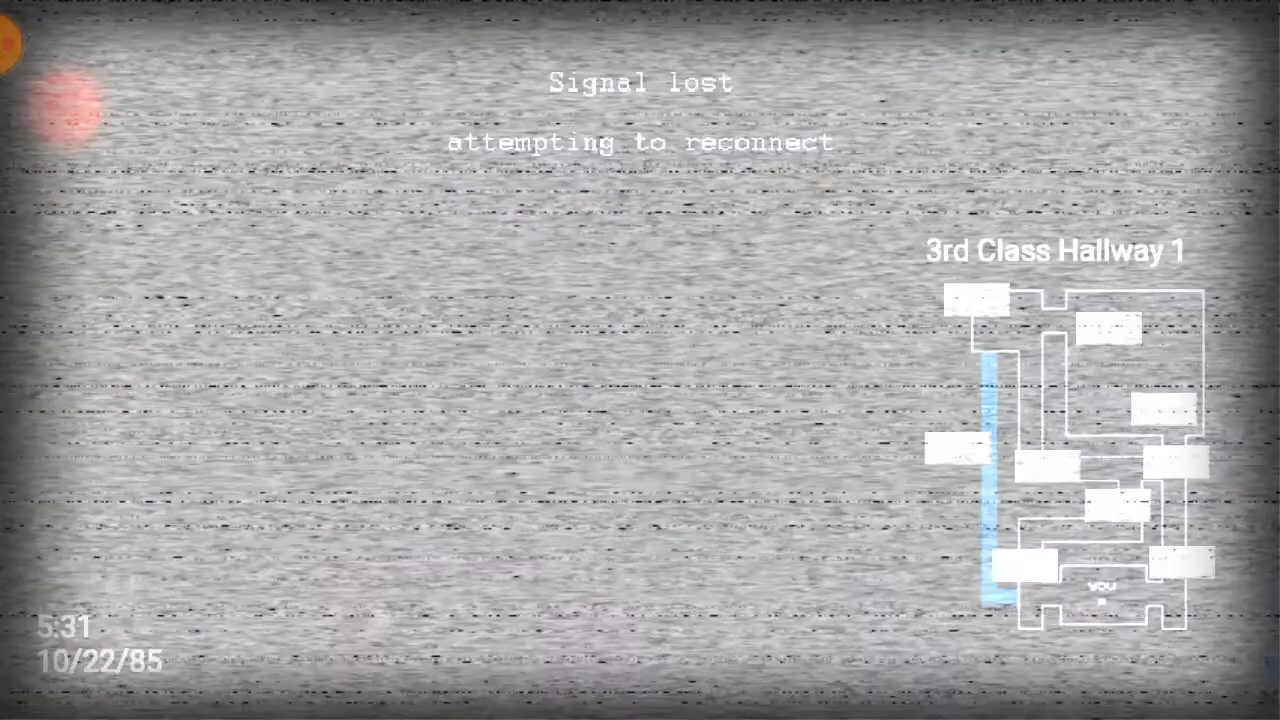 Signal lost
attempting to reconnect
3rd Class Hallway 1
YOU
5:31
10/22/85